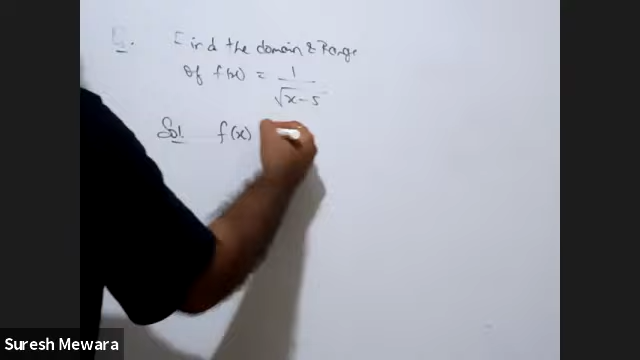 Q. Find the domain & Range
of f(x) = 1/√x-5
Sol. f(x)
Suresh Mewara